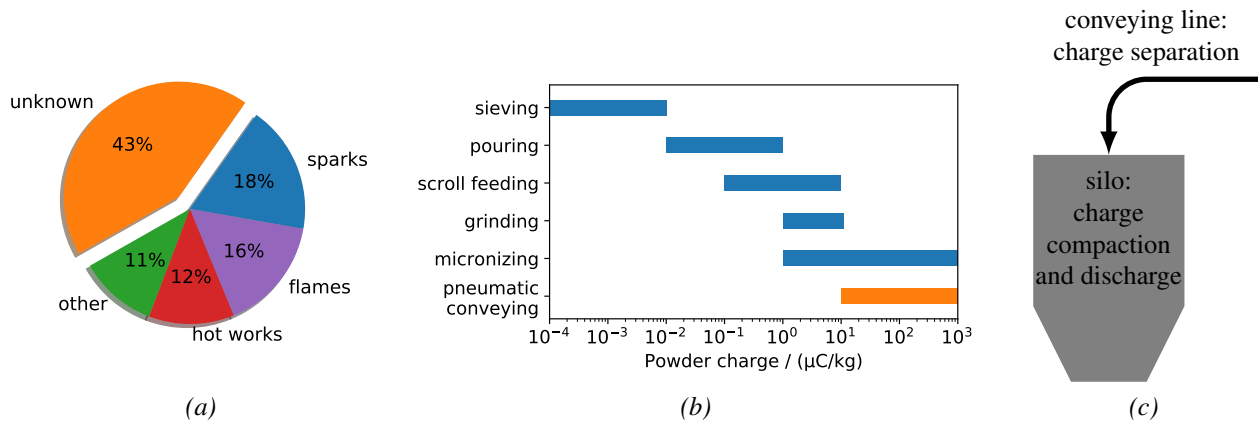 unknown
43%
sparks
18%
flames
16%
hot works
12%
other
11%
(a)
sieving
pouring
scroll feeding
grinding
micronizing
pneumatic
conveying
10⁻⁴ 10⁻³ 10⁻² 10⁻¹ 10⁰ 10¹ 10² 10³
Powder charge / (µC/kg)
(b)
conveying line:
charge separation
silo:
charge
compaction
and discharge
(c)